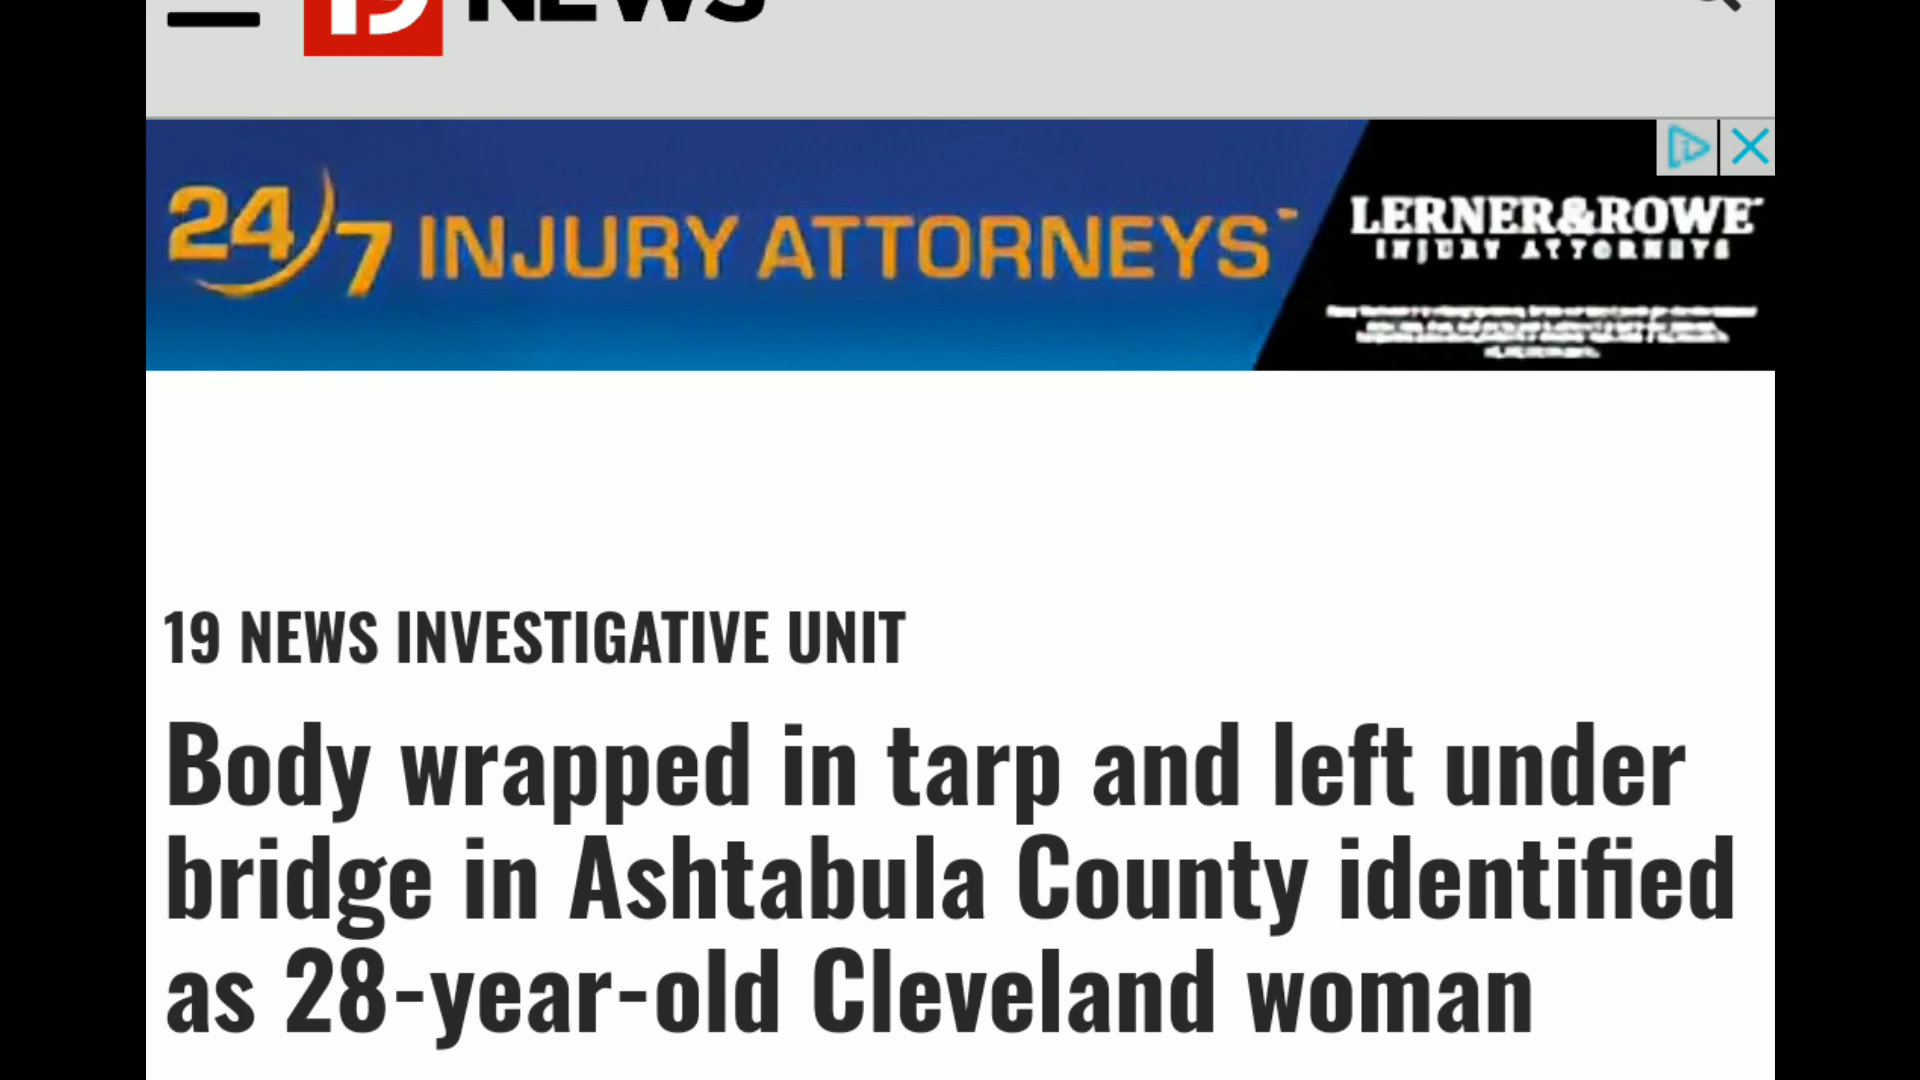 19 NEWS
24/7 INJURY ATTORNEYS
LERNER&ROWE
INJURY ATTORNEYS
19 NEWS INVESTIGATIVE UNIT
Body wrapped in tarp and left under
bridge in Ashtabula County identified
as 28-year-old Cleveland woman